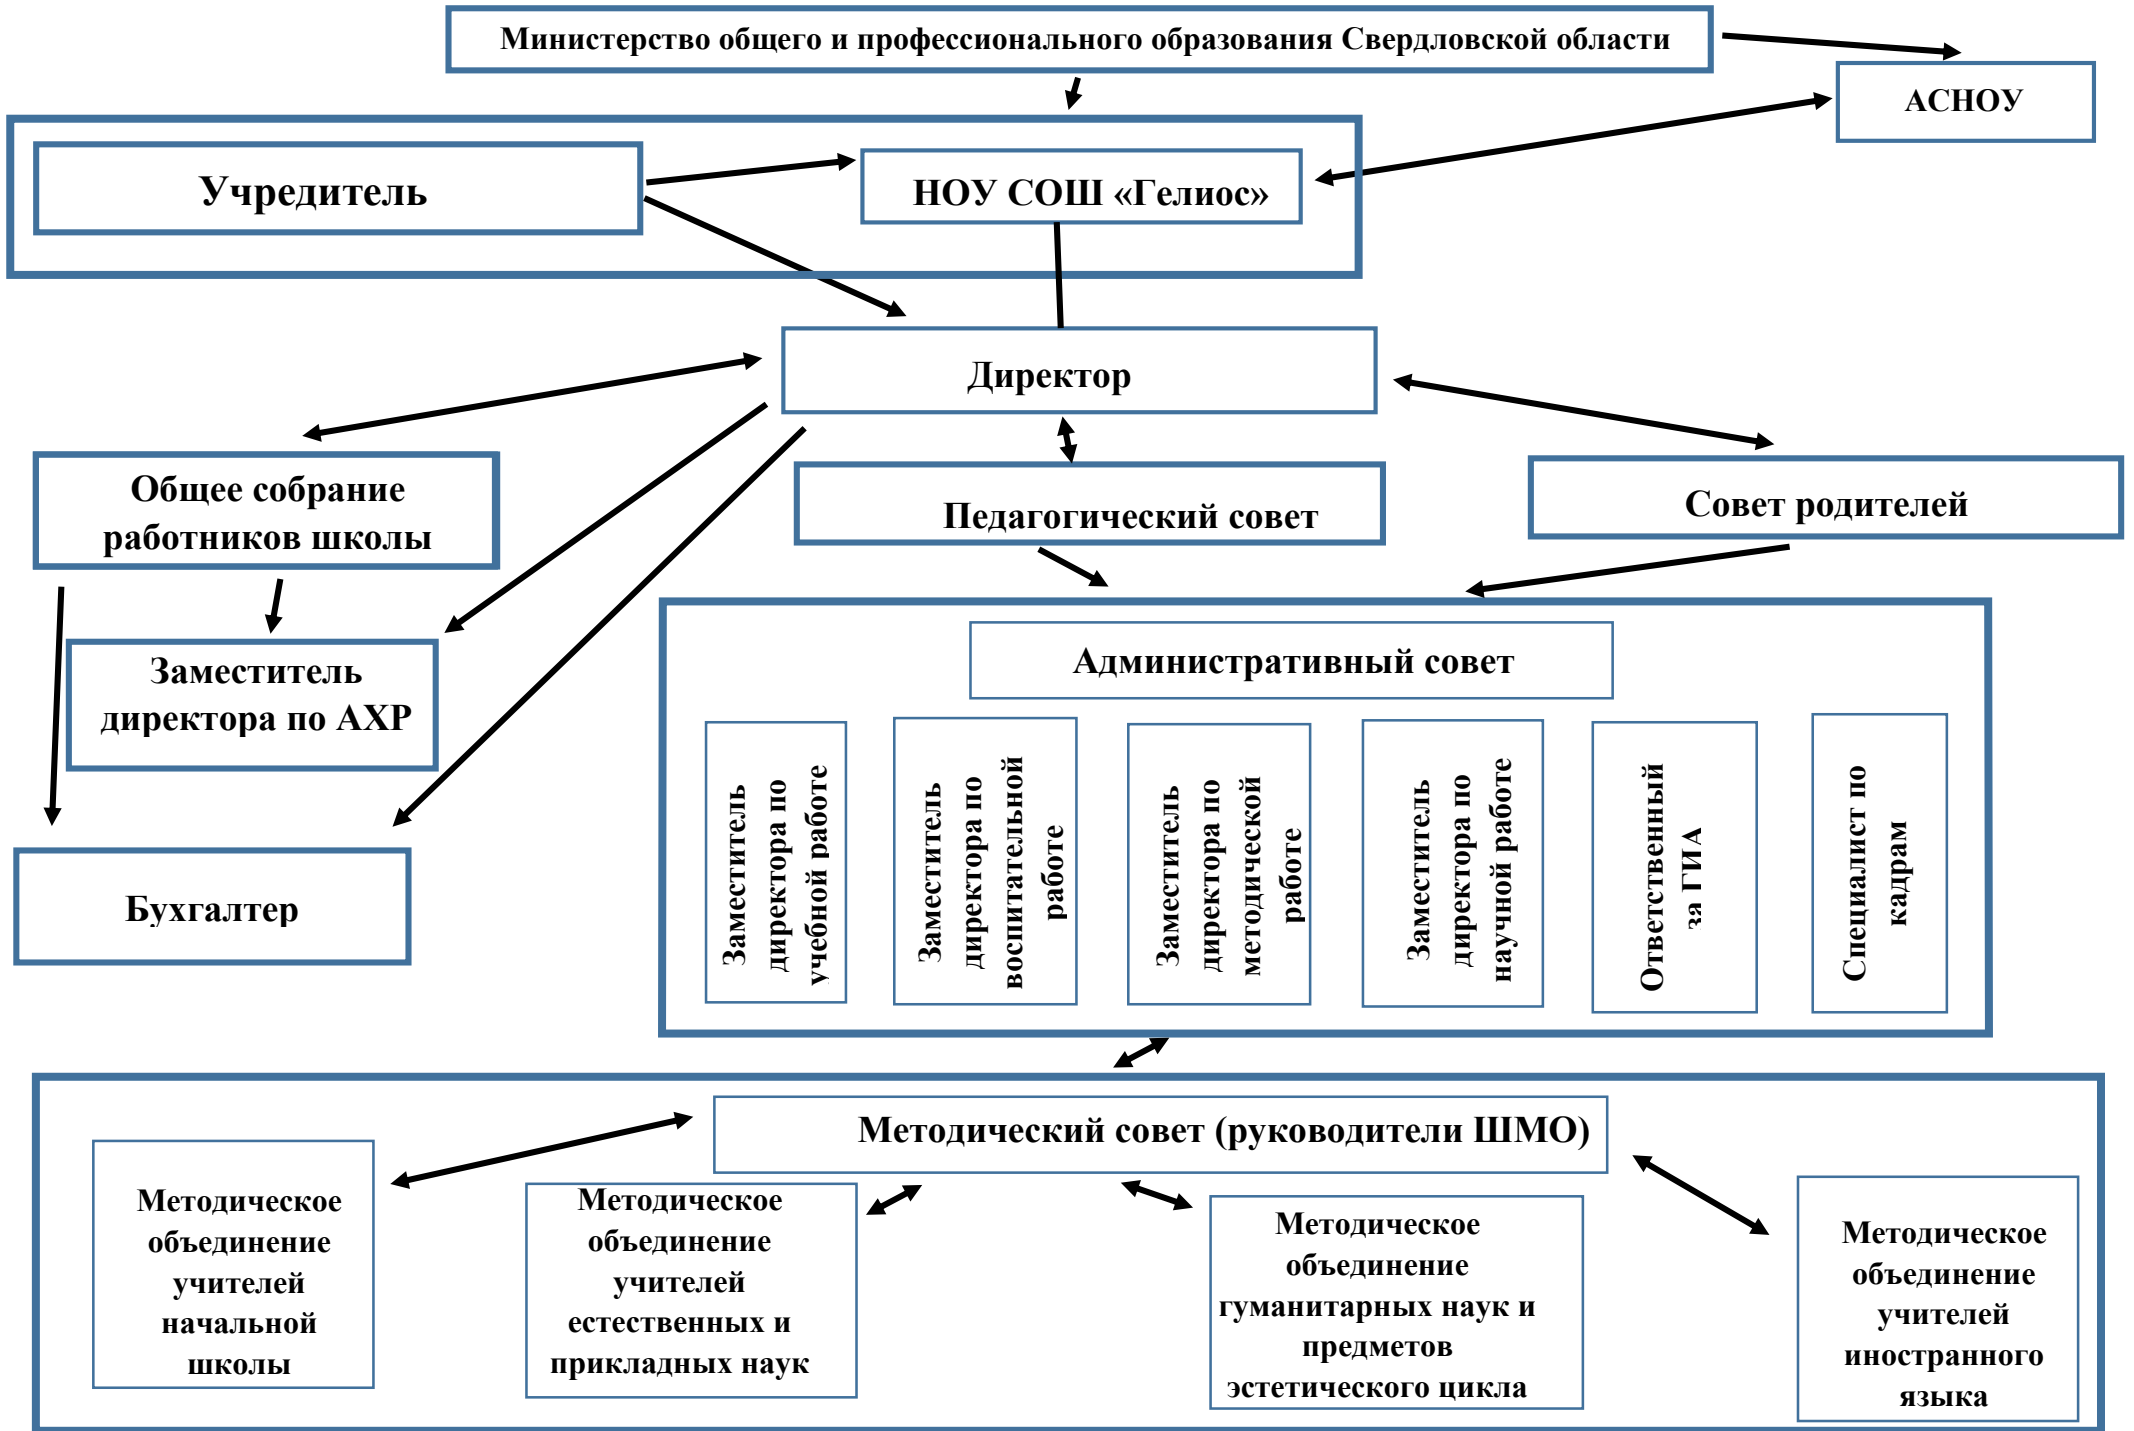 Министерство общего и профессионального образования Свердловской области
АСНОУ
Учредитель
НОУ СОШ «Гелиос»
Директор
Общее собрание
работников школы
Педагогический совет
Совет родителей
Заместитель
директора по АХР
Бухгалтер
Административный совет
Заместитель
директора по
учебной работе
Заместитель
директора по
воспитательной
работе
Заместитель
директора по
методической
работе
Заместитель
директора по
научной работе
Ответственный
за ГИА
Специалист по
кадрам
Методический совет (руководители ШМО)
Методическое
объединение
учителей
начальной
школы
Методическое
объединение
учителей
естественных и
прикладных наук
Методическое
объединение
гуманитарных наук и
предметов
эстетического цикла
Методическое
объединение
учителей
иностранного
языка